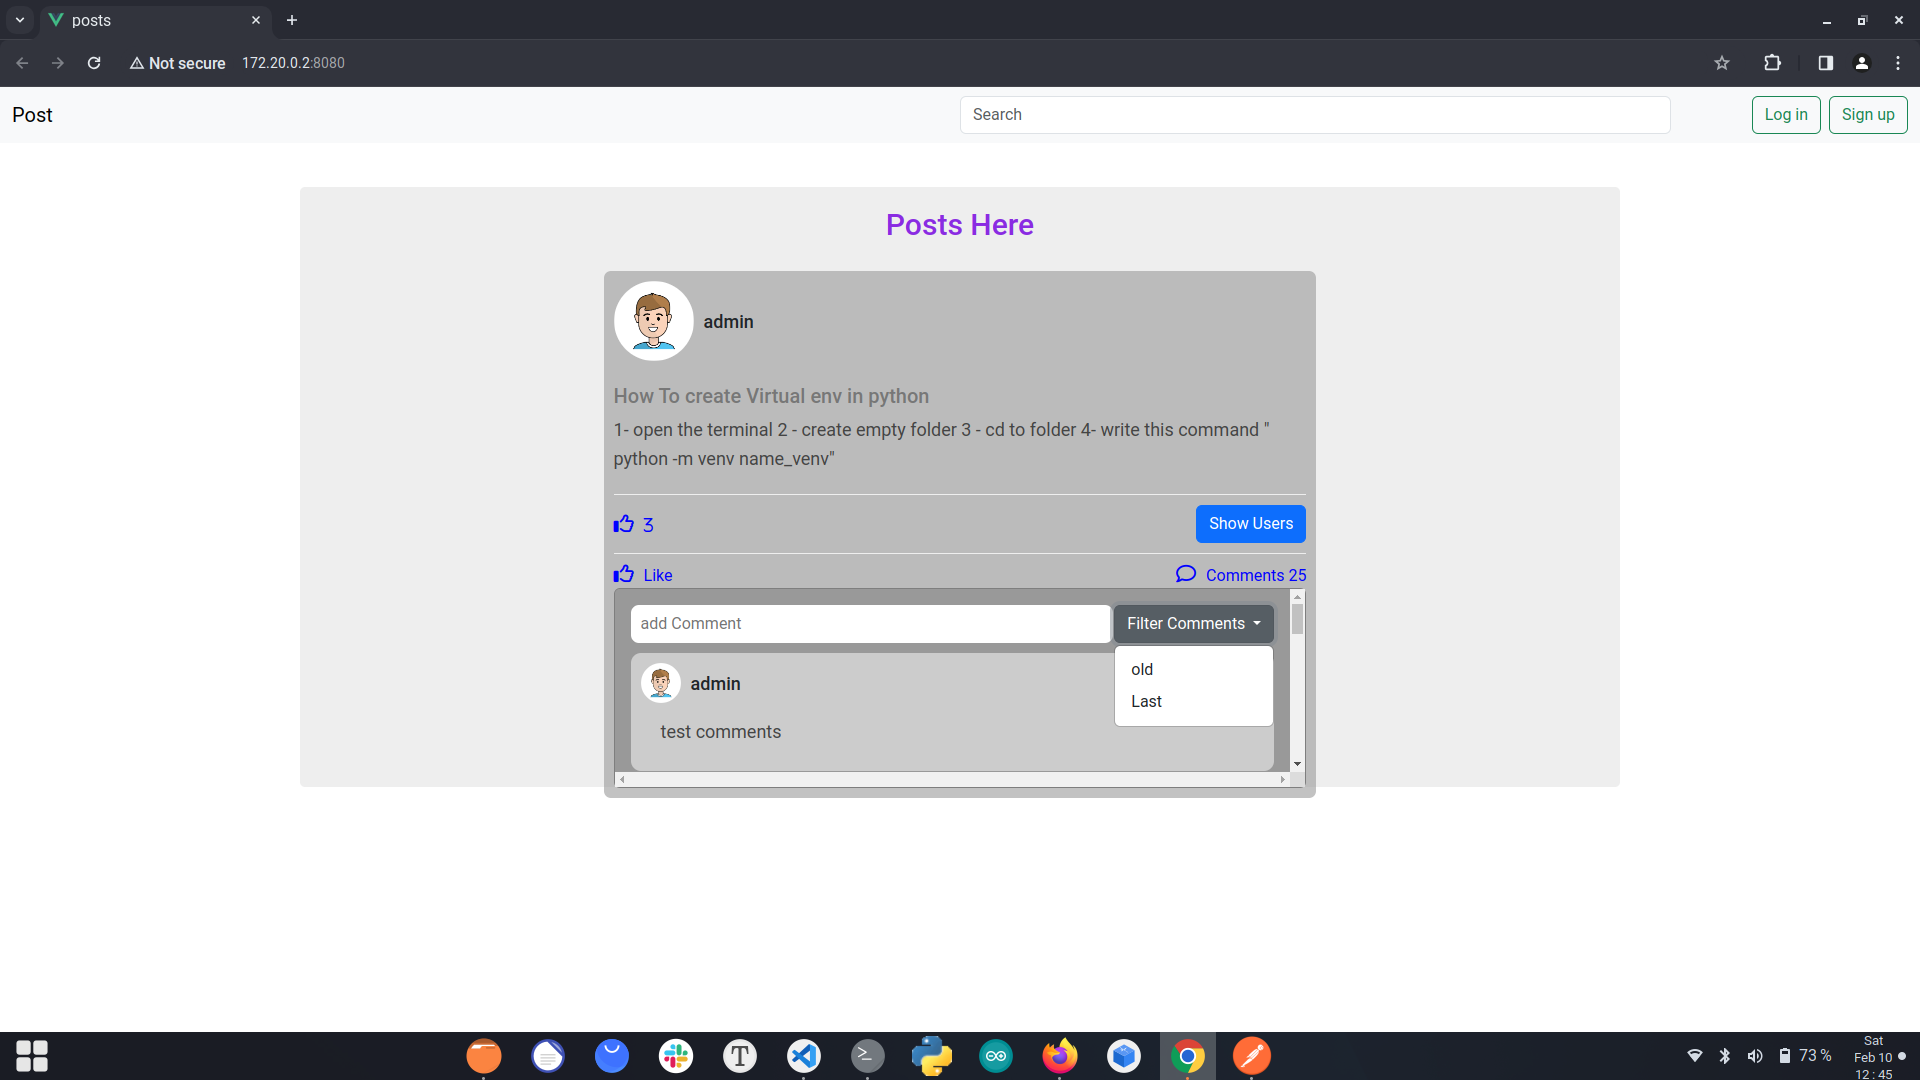 posts
Not secure 172.20.0.2:8080
Post
Search
Log in
Sign up
Posts Here
admin
How To create Virtual env in python
1- open the terminal 2 - create empty folder 3 - cd to folder 4- write this command "
python -m venv name_venv"
3
Show Users
Like
Comments 25
add Comment
Filter Comments
old
Last
admin
test comments
T
73 %
Sat
Feb 10
12 : 45